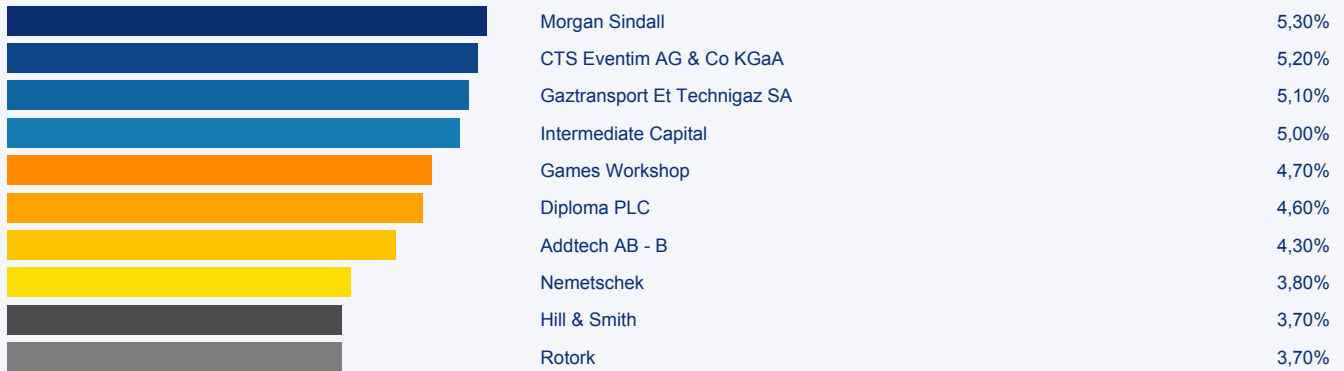 Morgan Sindall 5,30%
CTS Eventim AG & Co KGaA 5,20%
Gaztransport Et Technigaz SA 5,10%
Intermediate Capital 5,00%
Games Workshop 4,70%
Diploma PLC 4,60%
Addtech AB - B 4,30%
Nemetschek 3,80%
Hill & Smith 3,70%
Rotork 3,70%